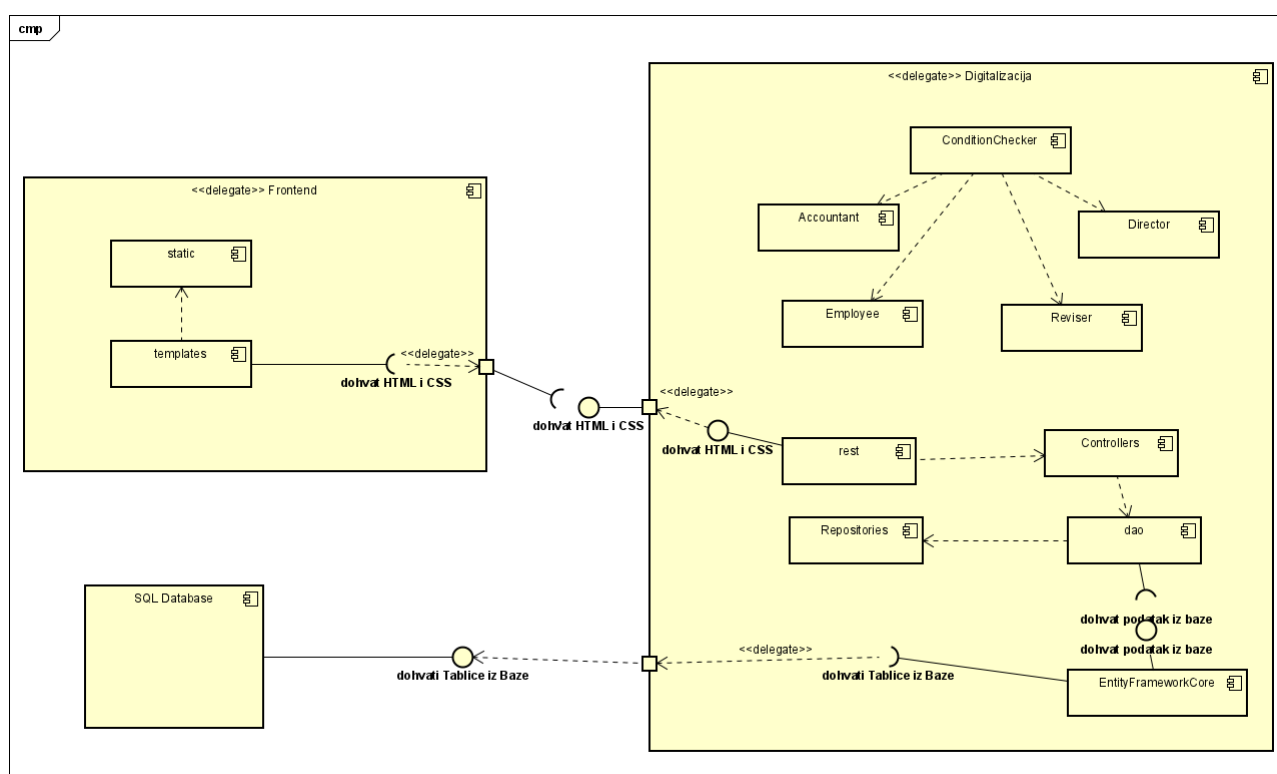 cmp
<<delegate>> Digitalizacija
ConditionChecker
Accountant
Director
Employee
Reviser
<<delegate>> Frontend
static
templates
<<delegate>>
dohvat HTML i CSS
dohvat HTML i CSS
<<delegate>>
dohvat HTML i CSS
rest
Controllers
Repositories
dao
dohvat podatak iz baze
dohvat podatak iz baze
SQL Database
dohvati Tablice iz Baze
<<delegate>>
dohvati Tablice iz Baze
EntityFrameworkCore